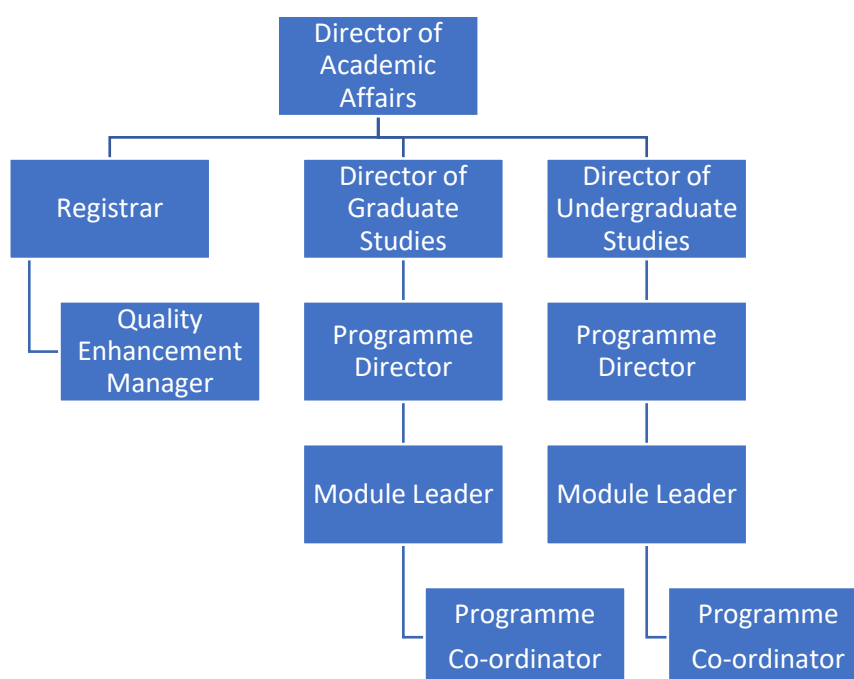 Director of
Academic
Affairs
Registrar
Director of
Graduate
Studies
Director of
Undergraduate
Studies
Quality
Enhancement
Manager
Programme
Director
Programme
Director
Module Leader
Module Leader
Programme
Co-ordinator
Programme
Co-ordinator